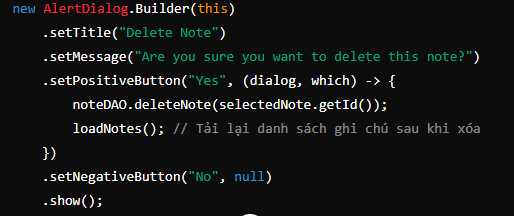 new AlertDialog.Builder(this)
.setTitle("Delete Note")
.setMessage("Are you sure you want to delete this note?")
.setPositiveButton("Yes", (dialog, which) -> {
noteDAO.deleteNote(selectedNote.getId());
loadNotes(); // Tải lại danh sách ghi chú sau khi xóa
})
.setNegativeButton("No", null)
.show();